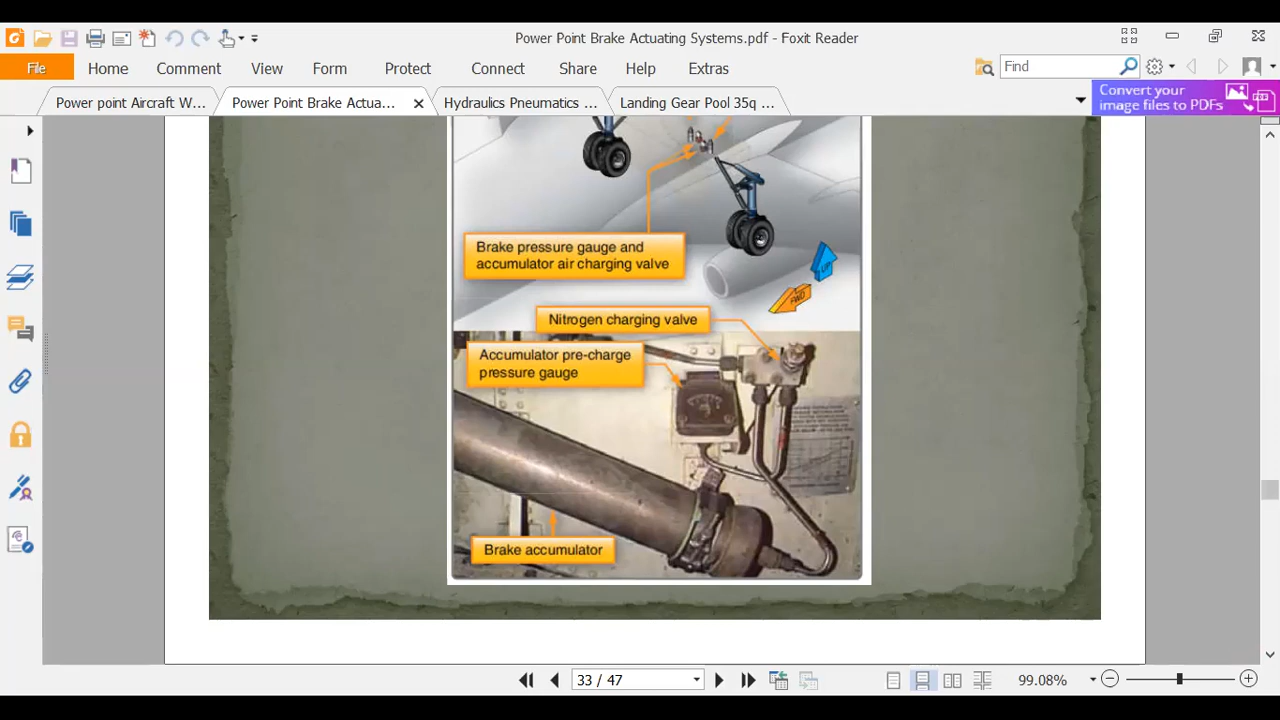 Power Point Brake Actuating Systems.pdf - Foxit Reader
File Home Comment View Form Protect Connect Share Help Extras Find
Convert your
image files to PDFs
Power point Aircraft W... Power Point Brake Actua... Hydraulics Pneumatics ... Landing Gear Pool 35q ...
Brake pressure gauge and
accumulator air charging valve
UP
FWD
Nitrogen charging valve
Accumulator pre-charge
pressure gauge
Brake accumulator
33 / 47
99.08%